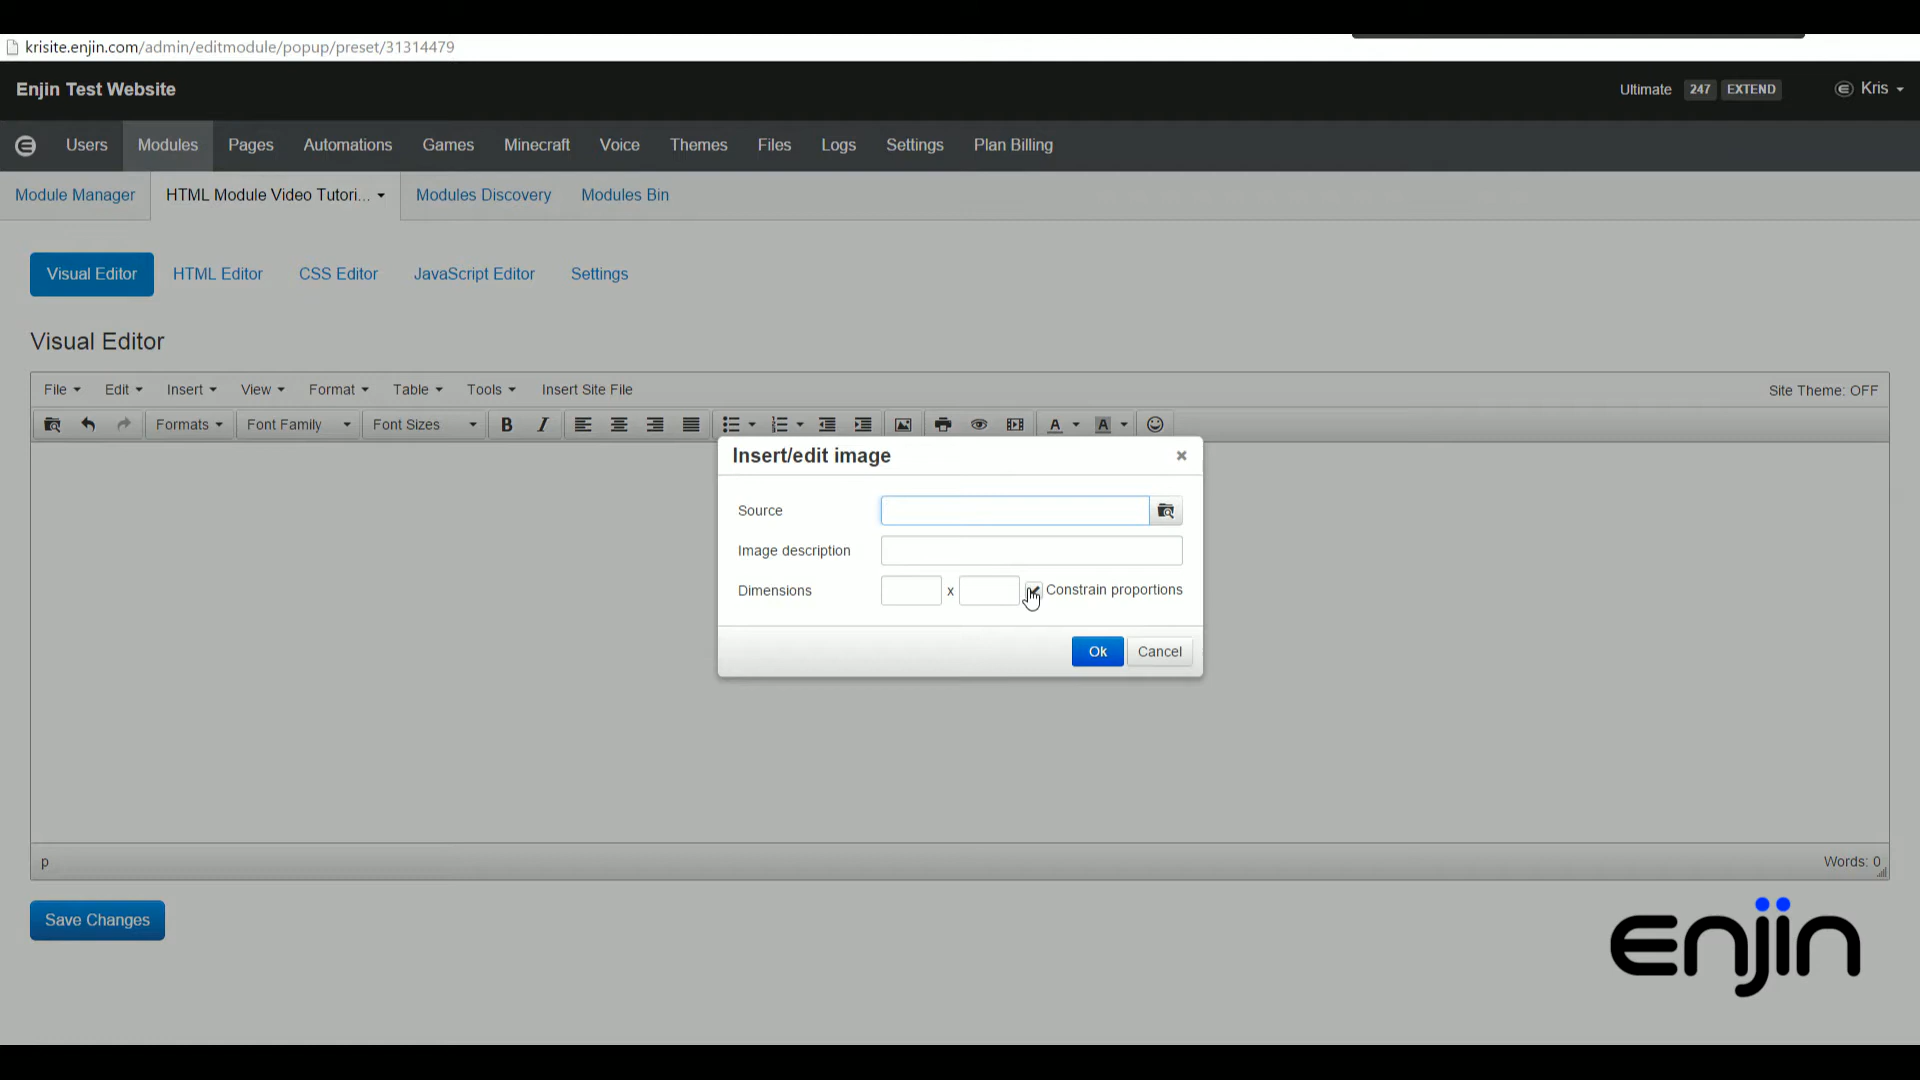 krisite.enjin.com/admin/editmodule/popup/preset/31314479
Enjin Test Website
Ultimate 247 EXTEND Kris
Users Modules Pages Automations Games Minecraft Voice Themes Files Logs Settings Plan Billing
Module Manager HTML Module Video Tutori... Modules Discovery Modules Bin
Visual Editor HTML Editor CSS Editor JavaScript Editor Settings
Visual Editor
File Edit Insert View Format Table Tools Insert Site File Site Theme: OFF
Formats Font Family Font Sizes B I A A
Insert/edit image
Source
Image description
Dimensions x Constrain proportions
Ok Cancel
p Words: 0
Save Changes
enjin